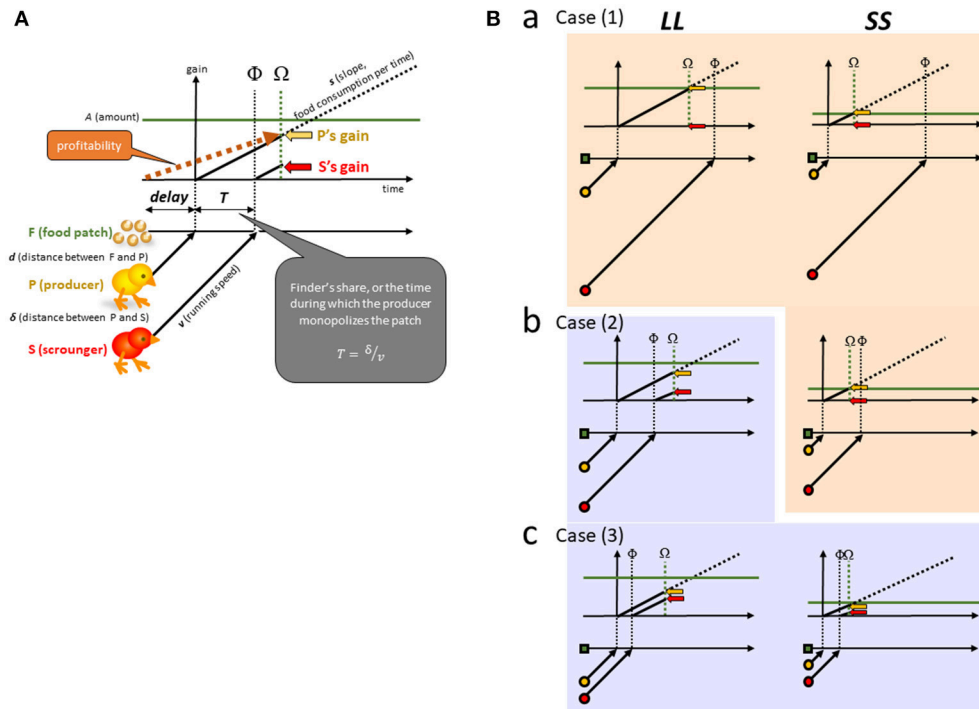 A
gain
Φ
Ω
s (slope,
food consumption per time)
A (amount)
profitability
P's gain
S's gain
time
delay
T
F (food patch)
d (distance between F and P)
P (producer)
δ (distance between P and S)
S (scrounger)
v (running speed)
Finder's share, or the time
during which the producer
monopolizes the patch
T = δ/v
B
a Case (1)
LL
SS
Ω Φ
Ω Φ
b Case (2)
Φ Ω
Ω Φ
c Case (3)
Φ Ω
Φ Ω